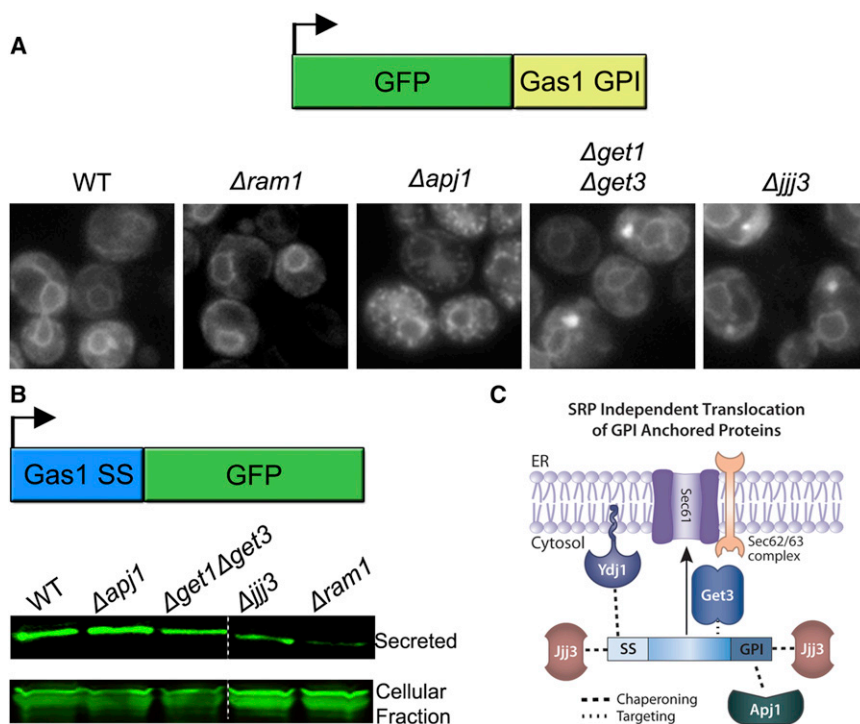 A
GFP Gas1 GPI
WT Δram1 Δapj1 Δget1 Δjjj3
Δget3
B
Gas1 SS GFP
WT Δapj1 Δget1Δget3 Δjjj3 Δram1
Secreted
Cellular
Fraction
C
SRP Independent Translocation
of GPI Anchored Proteins
ER
Sec61
Cytosol
Sec62/63
complex
Ydj1
Get3
Jjj3 SS GPI Jjj3
Chaperoning
Targeting
Apj1